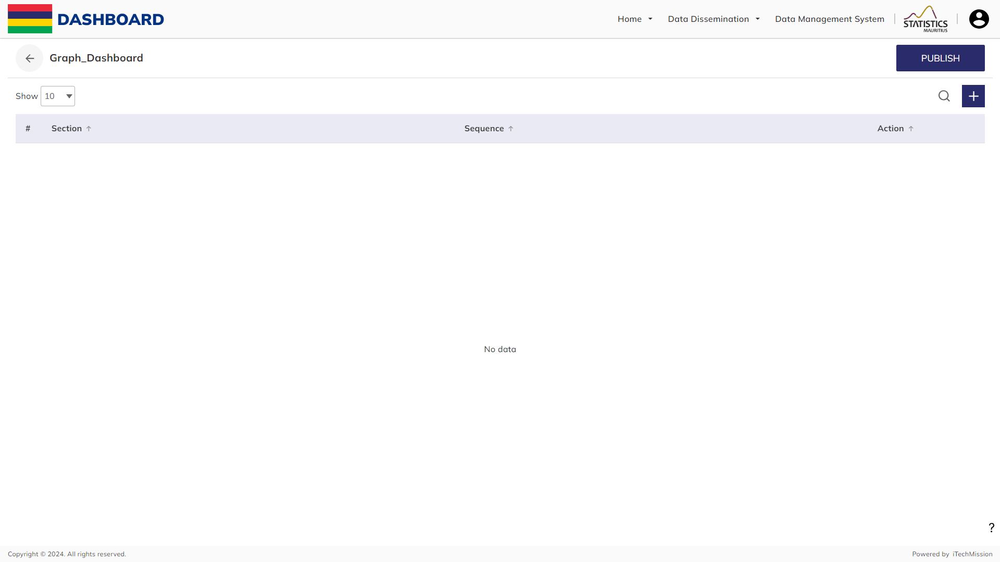 DASHBOARD
Home
Data Dissemination
Data Management System
STATISTICS
MAURITIUS
Graph_Dashboard
PUBLISH
Show 10
# Section Sequence Action
No data
?
Copyright © 2024. All rights reserved.
Powered by iTechMission